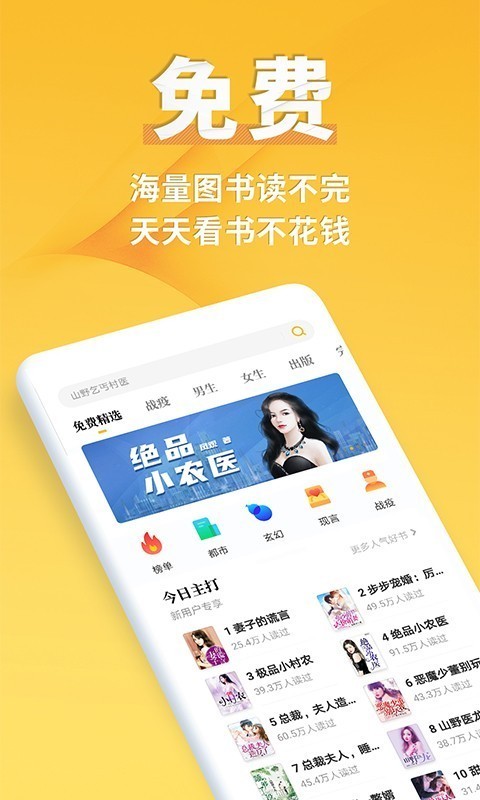 免费
海量图书读不完
天天看书不花钱
山野乞丐村医
免费精选 战疫 男生 女生 出版
绝品
小农医
榜单 都市 玄幻 现言 战疫
今日主打
更多人气好书 >
新用户专享
1 妻子的谎言
25.4万人读过
2 步步宠婚：厉...
49.5万人读过
3 极品小村农
39.3万人读过
4 绝品小农医
91.5万人读过
5 总裁，夫人造...
60.5万人读过
6 恶魔少董别玩
43.3万人读过
7 总裁夫人，睡...
45.4万人读过
8 山野医龙
38.7万人读过
10 甜